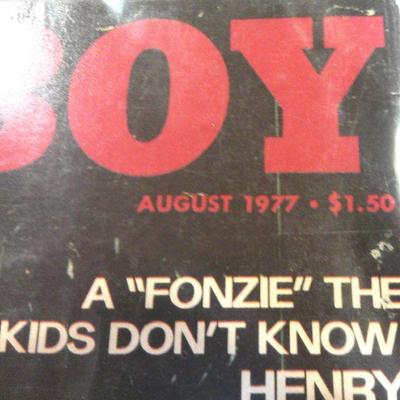 BOY
AUGUST 1977 • $1.50
A "FONZIE" THE
KIDS DON'T KNOW
HENRY